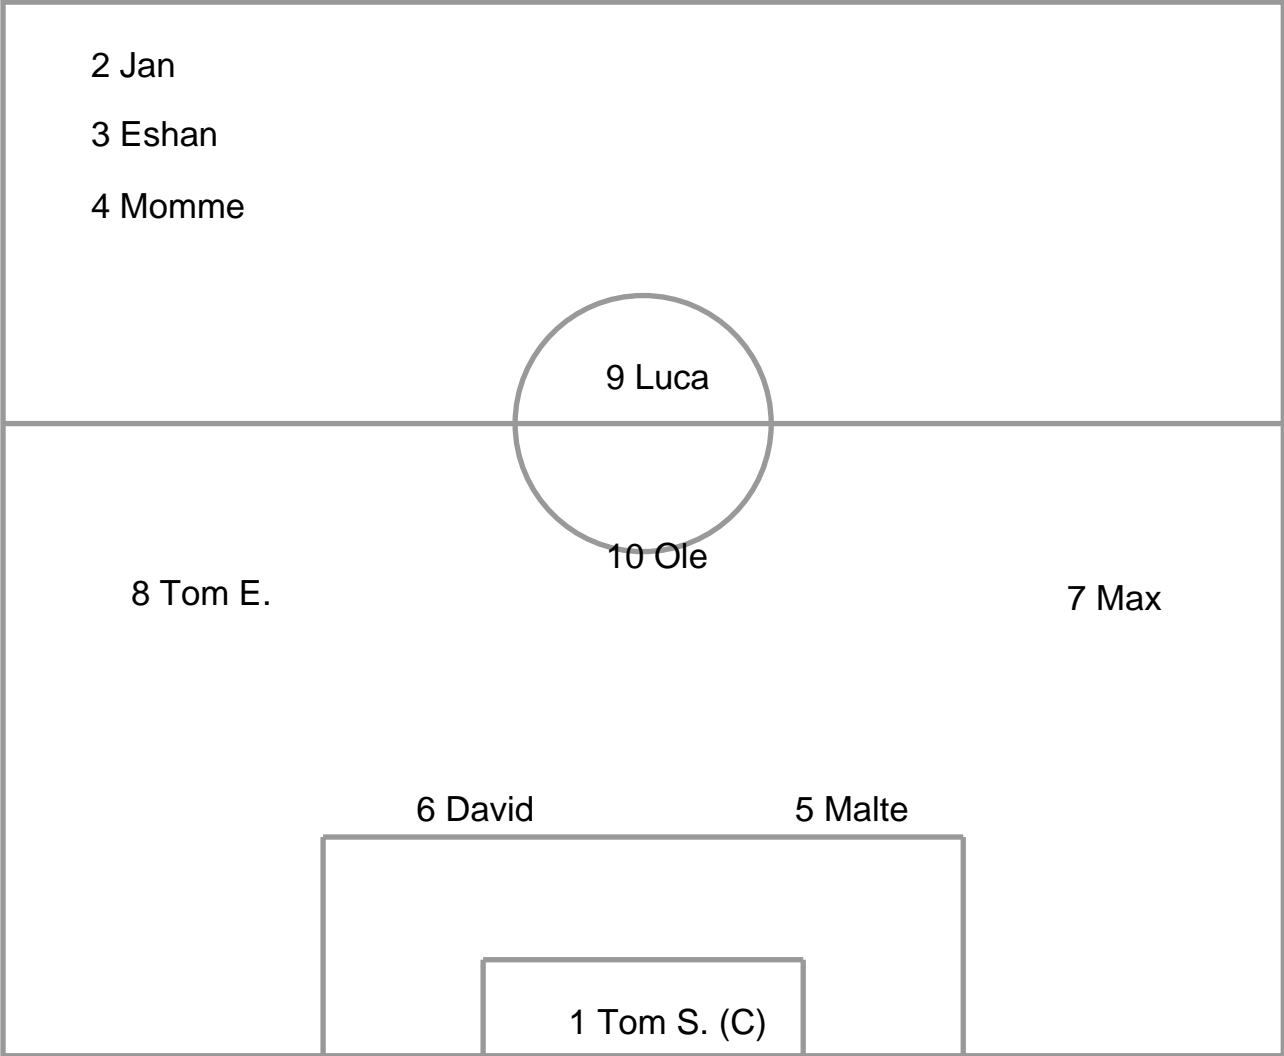 2 Jan
3 Eshan
4 Momme
9 Luca
10 Ole
8 Tom E.
7 Max
6 David
5 Malte
1 Tom S. (C)